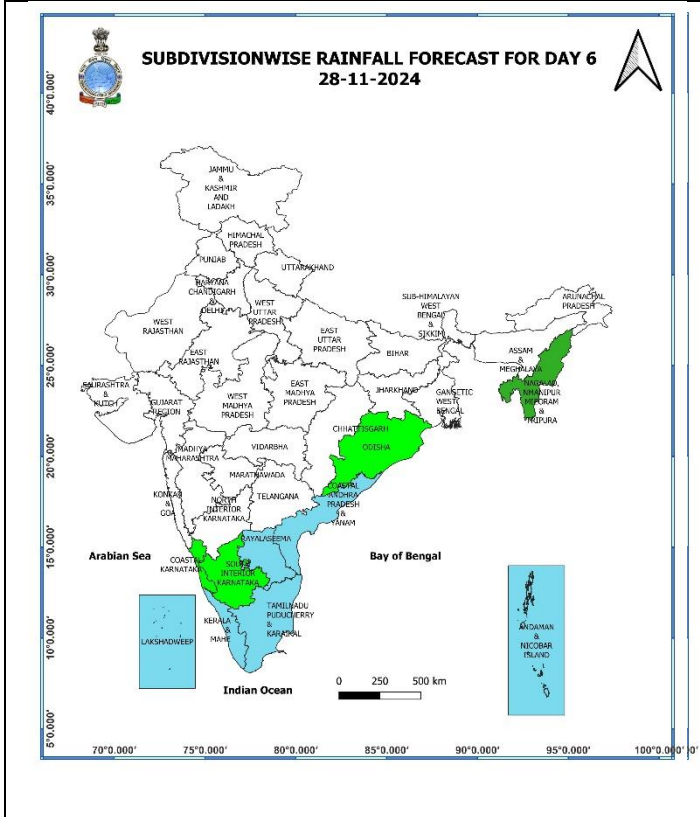 SUBDIVISIONWISE RAINFALL FORECAST FOR DAY 6
28-11-2024
40°0.000'
35°0.000'
30°0.000'
25°0.000'
20°0.000'
15°0.000'
10°0.000'
5°0.000'
JAMMU
&
KASHMIR
AND
LADAKH
HIMACHAL
PRADESH
PUNJAB
UTTARAKHAND
HARYANA
CHANDIGARH
&
DELHI
WEST
UTTAR
PRADESH
WEST
RAJASTHAN
EAST
RAJASTHAN
EAST
UTTAR
PRADESH
SUB-HIMALAYAN
WEST
BENGAL
&
SIKKIM
ARUNACHAL
PRADESH
BIHAR
ASSAM
&
MEGHALAYA
&
TRIPURA
SAURASHTRA
&
KUTCH
GUJARAT
REGION
WEST
MADHYA
PRADESH
EAST
MADHYA
PRADESH
JHARKHAND
GANGETIC
WEST
BENGAL
CHHATTISGARH
ODISHA
MADHYA
MAHARASHTRA
VIDARBHA
MARATHAWADA
TELANGANA
KONKAN
&
GOA
NORTH
INTERIOR
KARNATAKA
COASTAL
ANDHRA
PRADESH
&
YANAM
RAYALASEEMA
COASTAL
KARNATAKA
SOUTH
INTERIOR
KARNATAKA
TAMILNADU
PUDUCHERRY
&
KARAIKAL
KERALA
&
MAHE
LAKSHADWEEP
ANDAMAN
&
NICOBAR
ISLAND
Arabian Sea
Bay of Bengal
Indian Ocean
0 250 500 km
70°0.000' 75°0.000' 80°0.000' 85°0.000' 90°0.000' 95°0.000' 100°0.000'